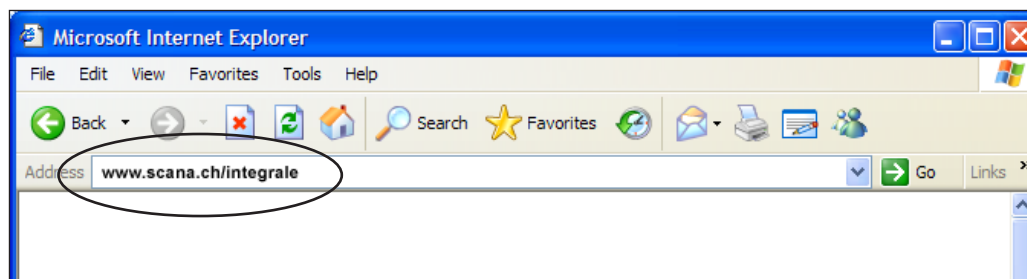 Microsoft Internet Explorer
File Edit View Favorites Tools Help
Back Search Favorites
Address www.scana.ch/integrale Go Links »